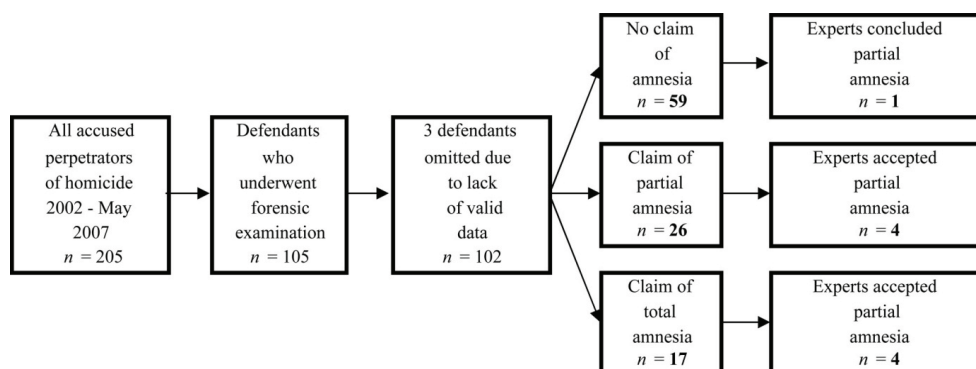 All accused
perpetrators
of homicide
2002 - May
2007
n = 205
Defendants
who
underwent
forensic
examination
n = 105
3 defendants
omitted due
to lack
of valid
data
n = 102
No claim
of
amnesia
n = 59
Experts concluded
partial
amnesia
n = 1
Claim of
partial
amnesia
n = 26
Experts accepted
partial
amnesia
n = 4
Claim of
total
amnesia
n = 17
Experts accepted
partial
amnesia
n = 4